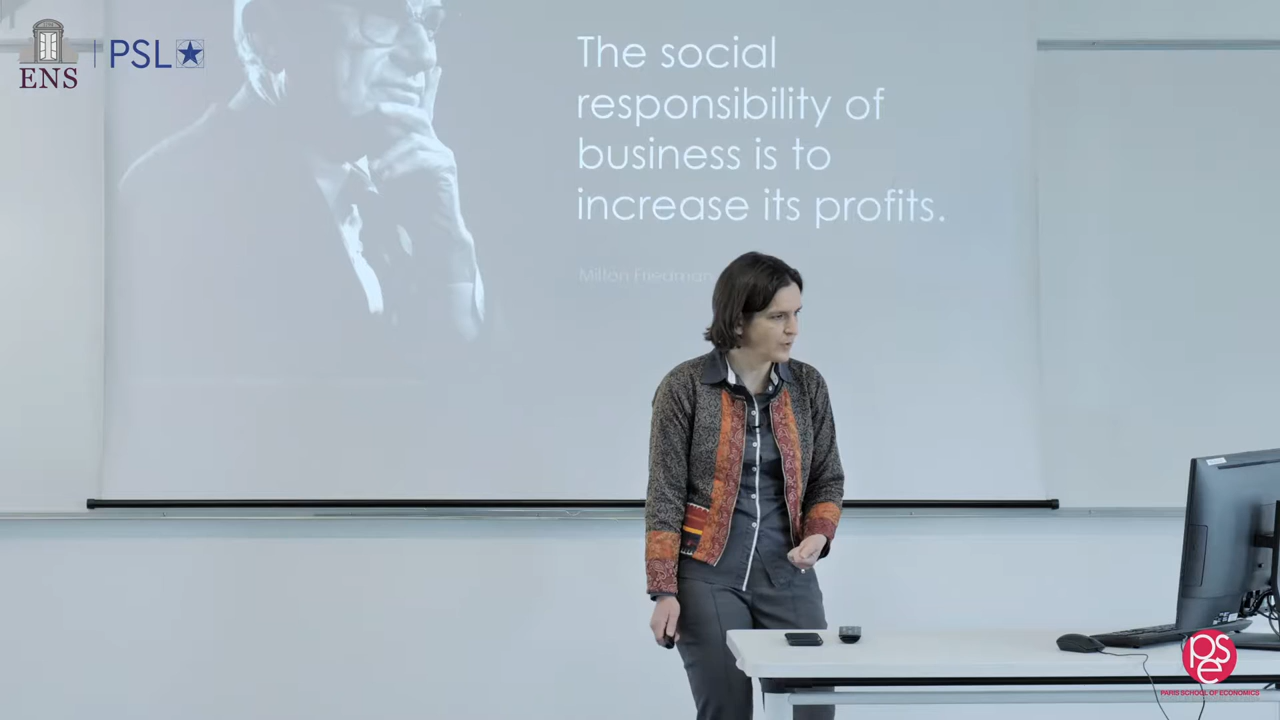 ENS
PSL
The social
responsibility of
business is to
increase its profits.
Milton Friedman
pse
PARIS SCHOOL OF ECONOMICS